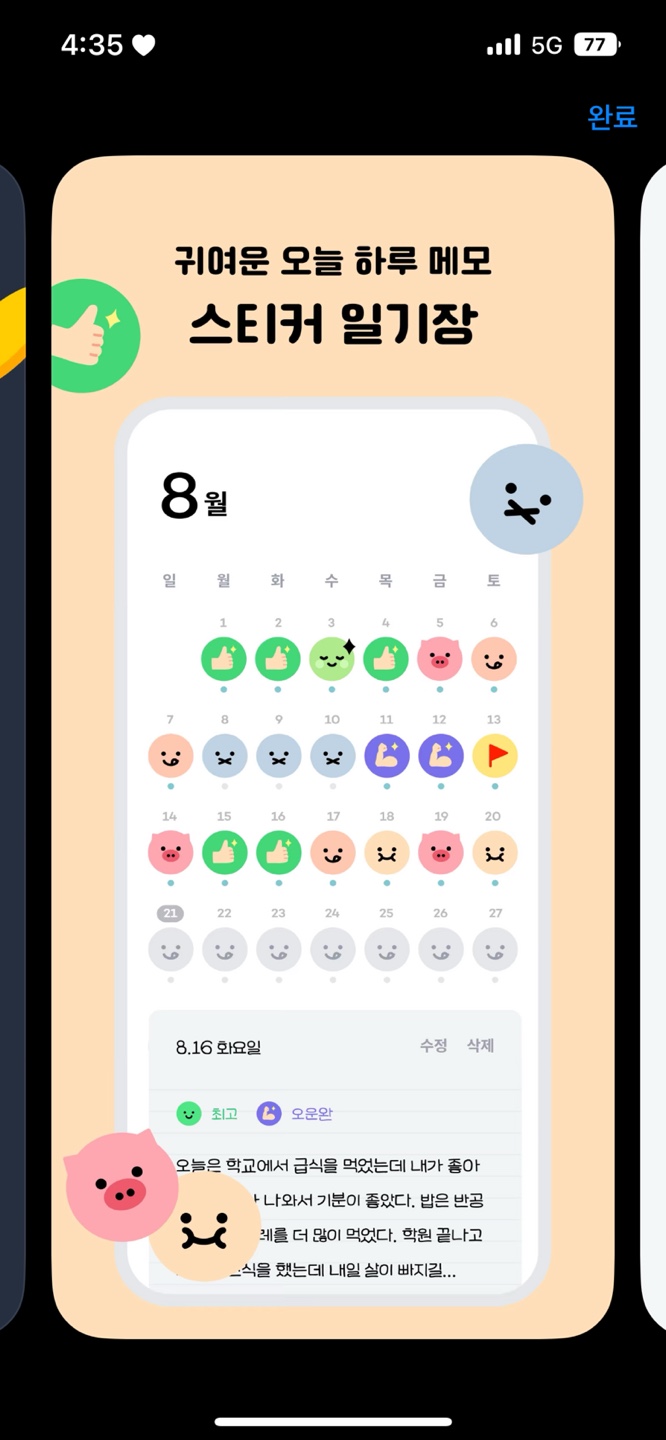 4:35
5G 77
완료
귀여운 오늘 하루 메모
스티커 일기장
8월
일 월 화 수 목 금 토
1 2 3 4 5 6
7 8 9 10 11 12 13
14 15 16 17 18 19 20
21 22 23 24 25 26 27
8.16 화요일 수정 삭제
최고 오운완
오늘은 학교에서 급식을 먹었는데 내가 좋아
나와서 기분이 좋았다. 밥은 반공
를 더 많이 먹었다. 학원 끝나고
을 했는데 내일 살이 빠지길...